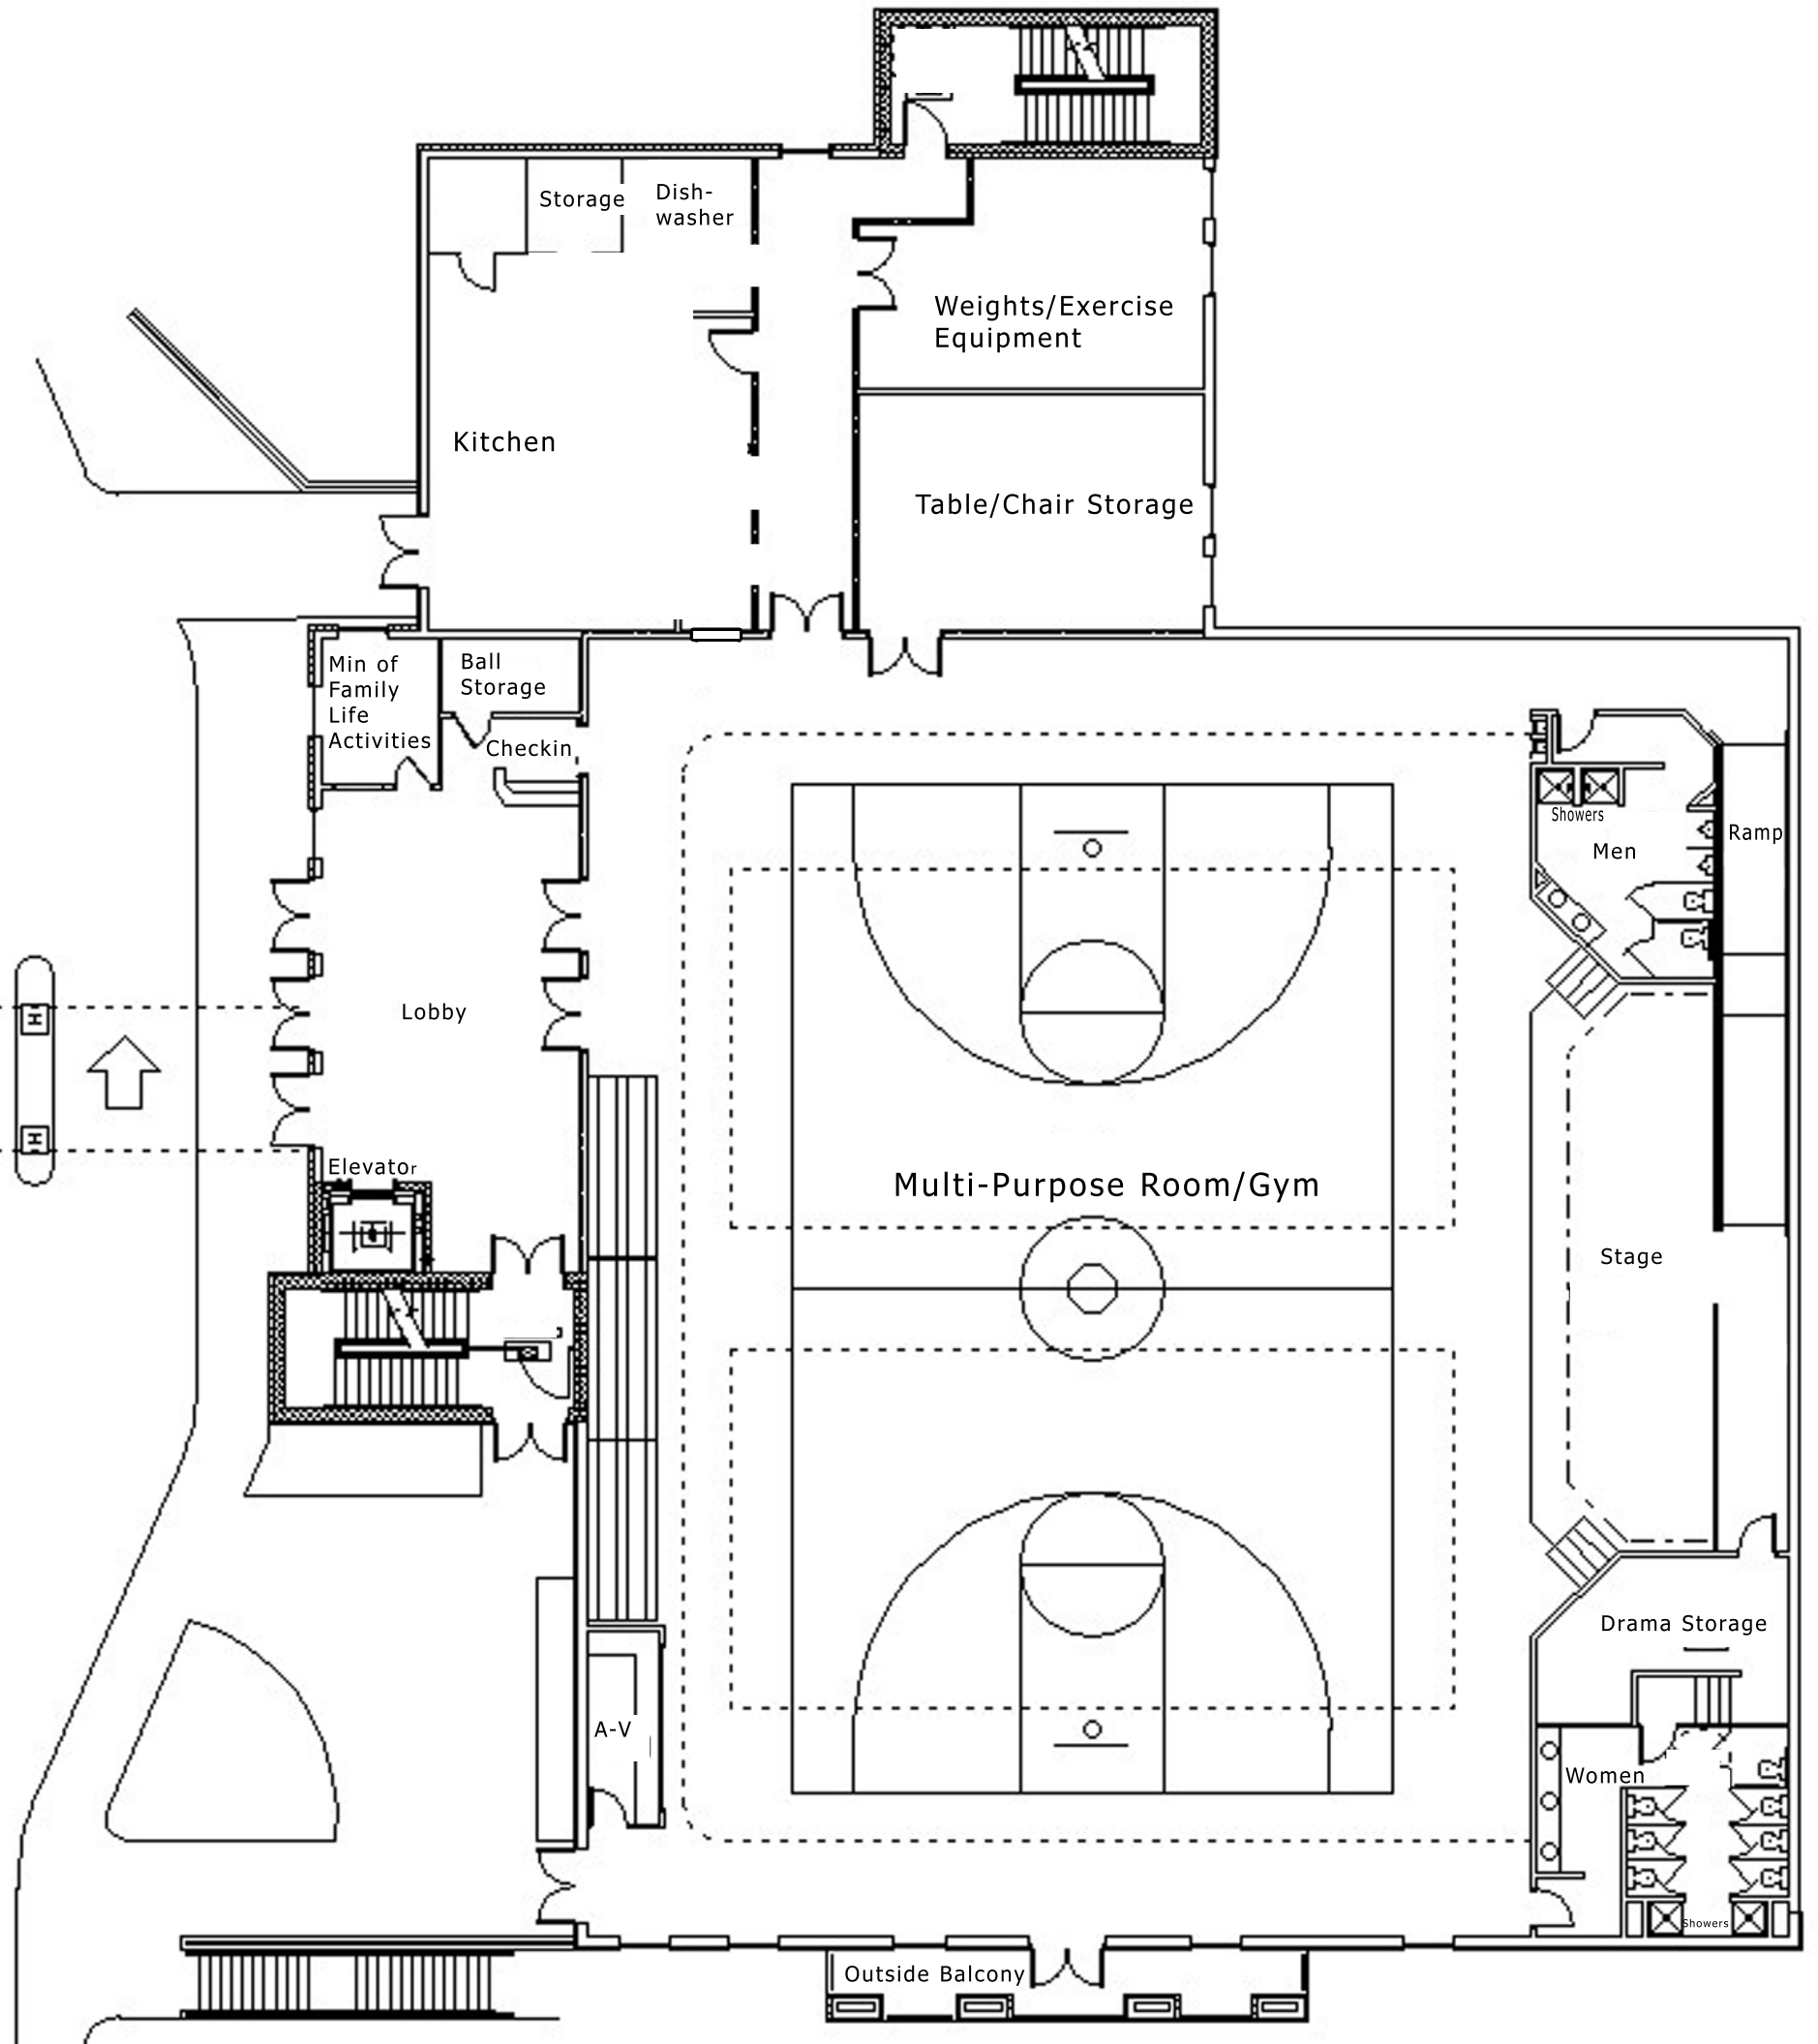 Storage
Dish-
washer
Weights/Exercise
Equipment
Kitchen
Table/Chair Storage
Min of
Family
Life
Activities
Ball
Storage
Checkin
Showers
Men
Ramp
Lobby
H
H
Elevator
Multi-Purpose Room/Gym
Stage
Drama Storage
A-V
Women
Showers
Outside Balcony